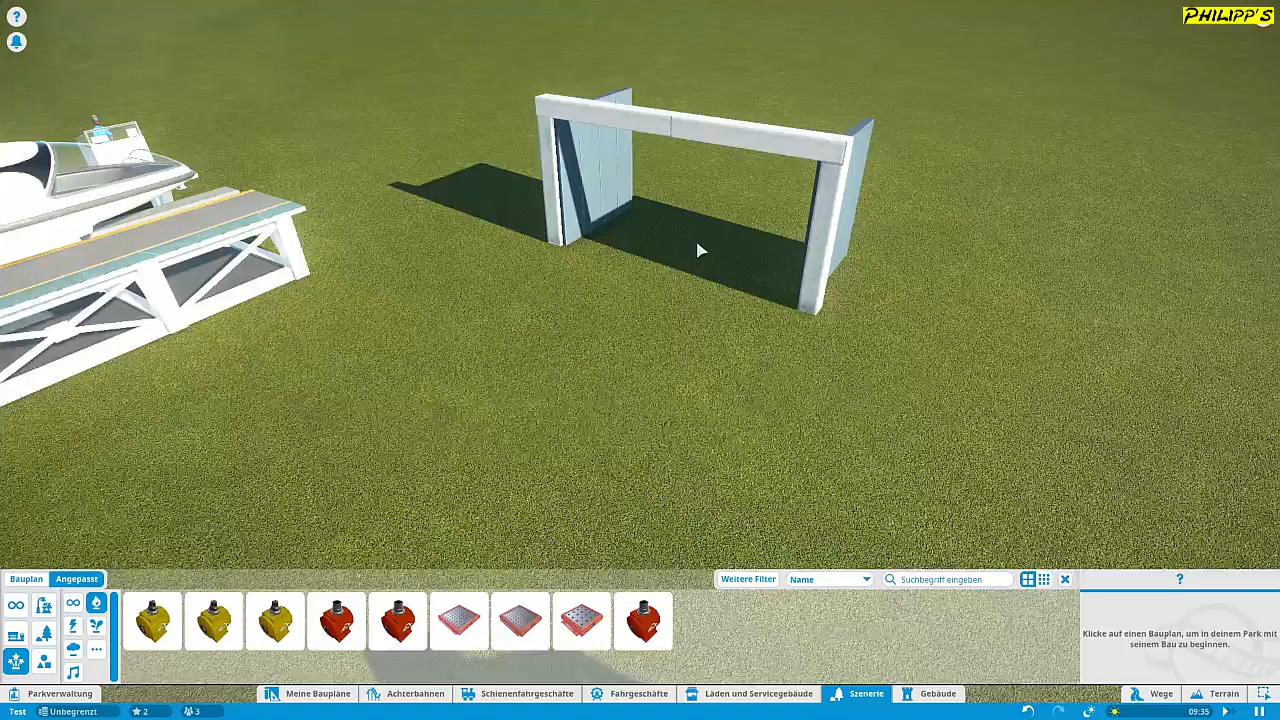 ?
PHILIPP'S
Bauplan Angepasst Weitere Filter Name Suchbegriff eingeben ?
Klicke auf einen Bauplan, um in deinem Park mit
seinem Bau zu beginnen.
Parkverwaltung Meine Baupläne Achterbahnen Schienenfahrgeschäfte Fahrgeschäfte Läden und Servicegebäude Szenerie Gebäude Wege Terrain
Test Unbegrenzt 2 3 09:35